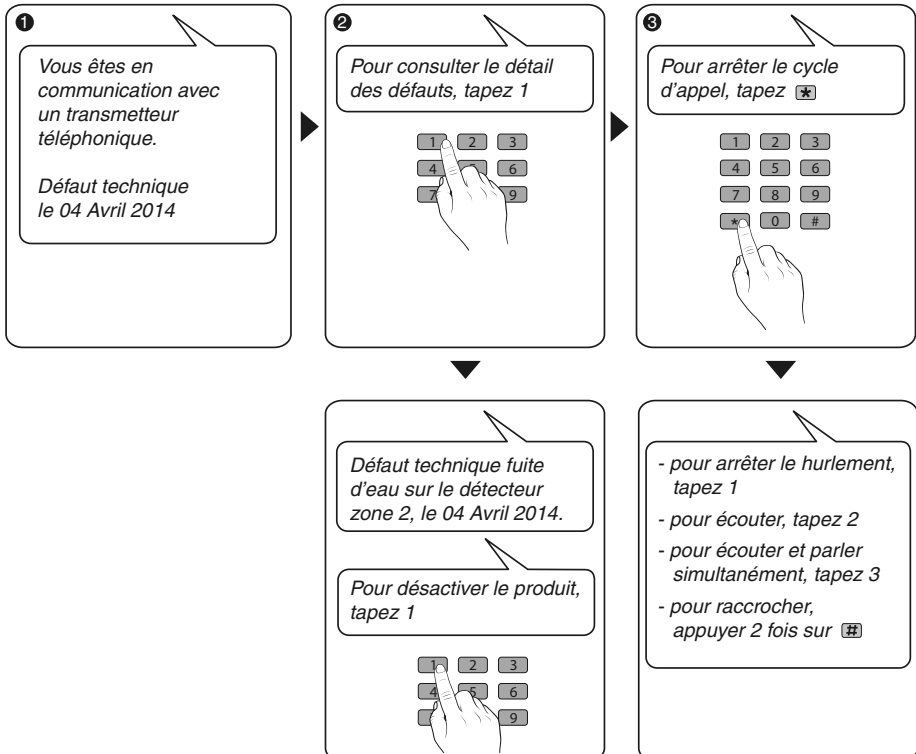 ❶
Vous êtes en
communication avec
un transmetteur
téléphonique.
Défaut technique
le 04 Avril 2014
❷
Pour consulter le détail
des défauts, tapez 1
1 2 3
4 5 6
7 9
❸
Pour arrêter le cycle
d'appel, tapez *
1 2 3
4 5 6
7 8 9
* 0 #
Défaut technique fuite
d'eau sur le détecteur
zone 2, le 04 Avril 2014.
Pour désactiver le produit,
tapez 1
1 2 3
4 5 6
9
- pour arrêter le hurlement,
tapez 1
- pour écouter, tapez 2
- pour écouter et parler
simultanément, tapez 3
- pour raccrocher,
appuyer 2 fois sur #